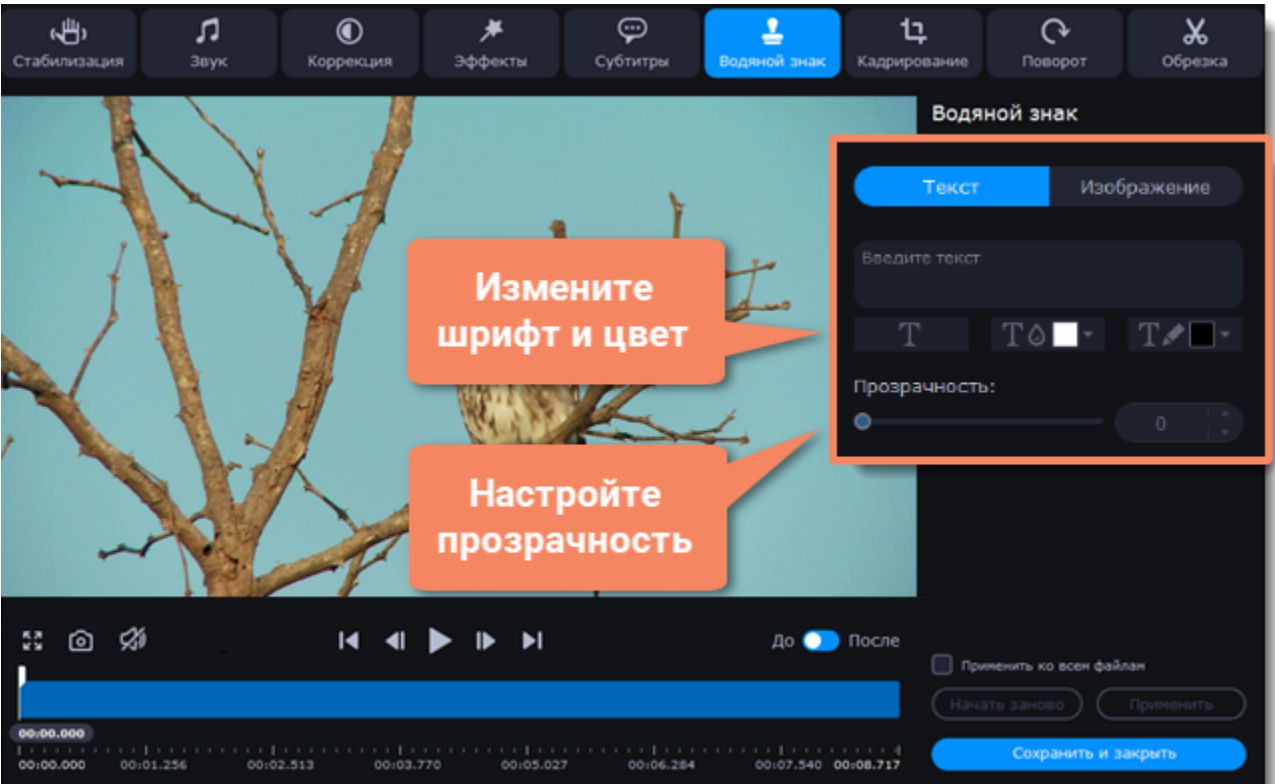 Стабилизация
Звук
Коррекция
Эффекты
Субтитры
Водяной знак
Кадрирование
Поворот
Обрезка
Водяной знак
Текст
Изображение
Введите текст
Измените
шрифт и цвет
T
T
T
Прозрачность:
0
Настройте
прозрачность
До
После
Применить ко всем файлам
Начать заново
Применить
00:00.000
00:00.000
00:01.256
00:02.513
00:03.770
00:05.027
00:06.284
00:07.540
00:08.717
Сохранить и закрыть